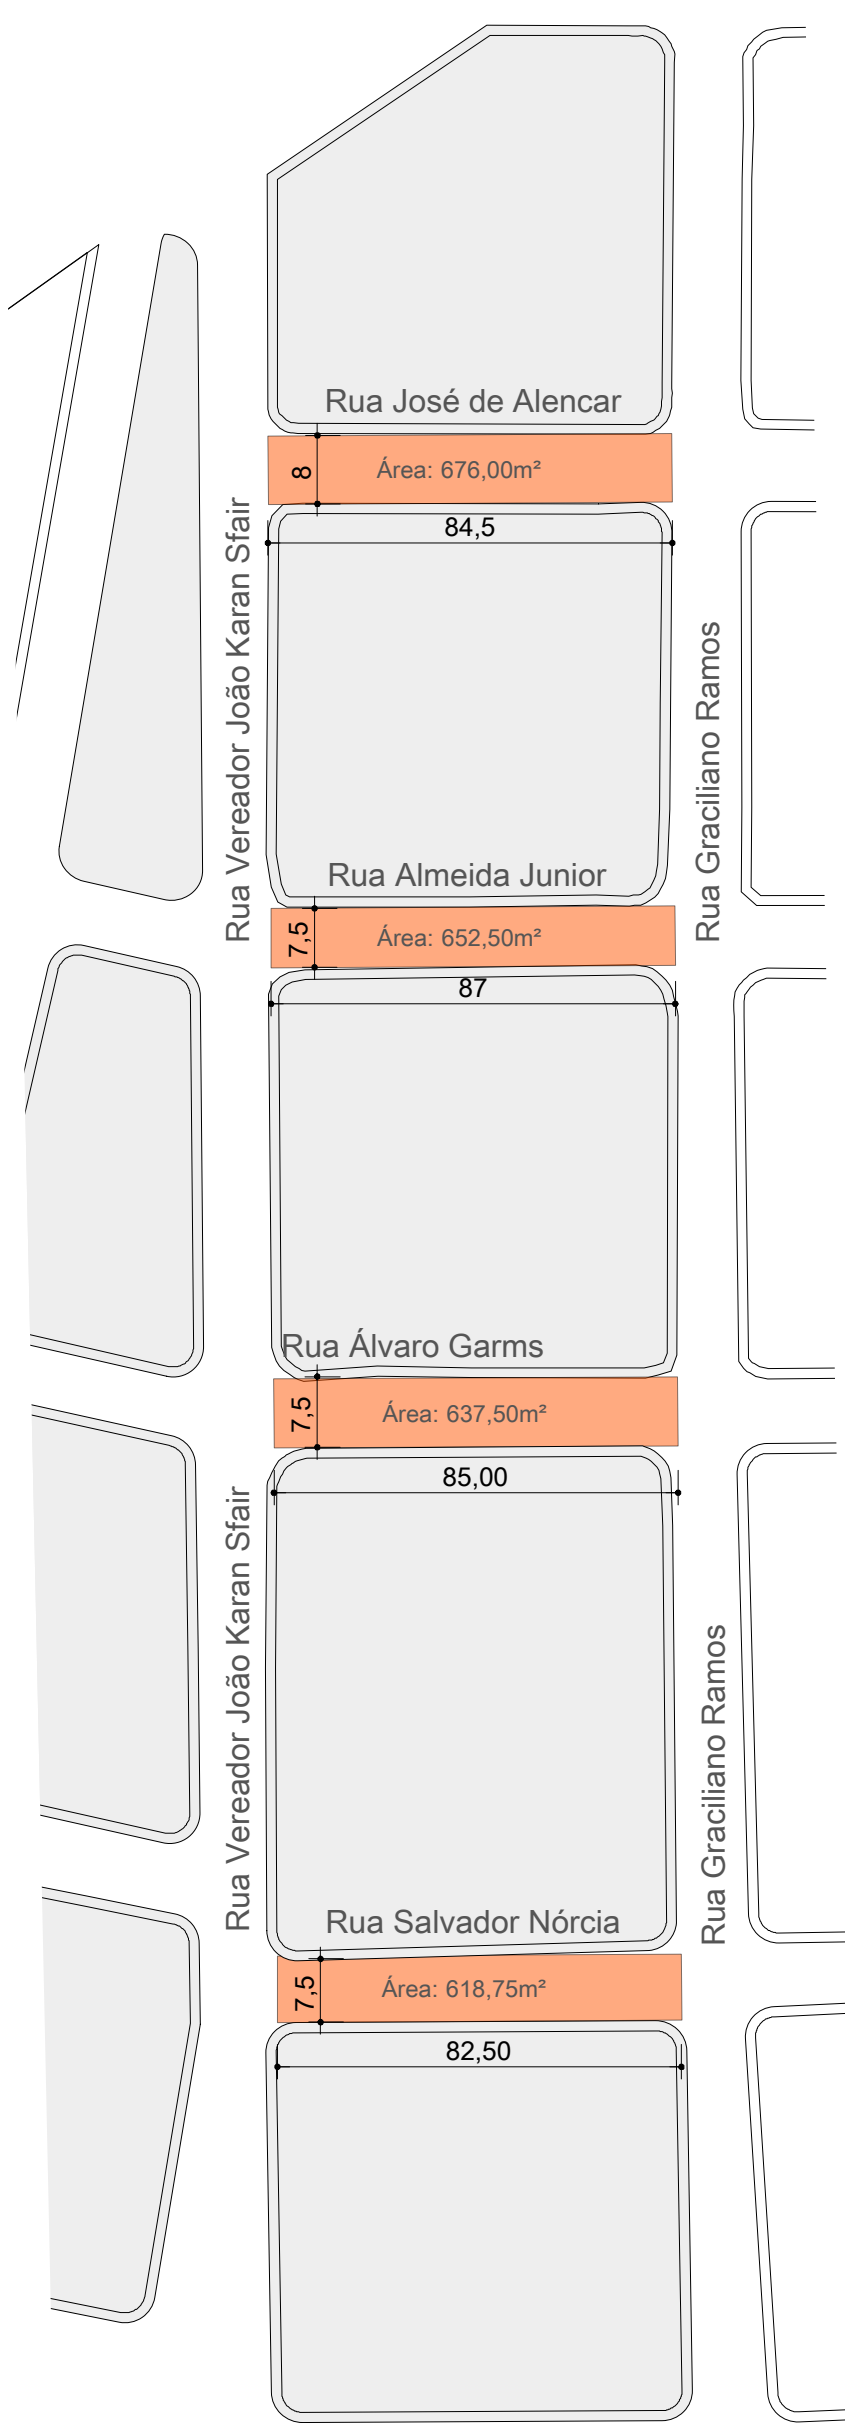 Rua José de Alencar
8
Área: 676,00m²
84,5
Rua Vereador João Karan Sfair
Rua Graciliano Ramos
Rua Almeida Junior
7,5
Área: 652,50m²
87
Rua Álvaro Garms
7,5
Área: 637,50m²
85,00
Rua Vereador João Karan Sfair
Rua Graciliano Ramos
Rua Salvador Nórcia
7,5
Área: 618,75m²
82,50